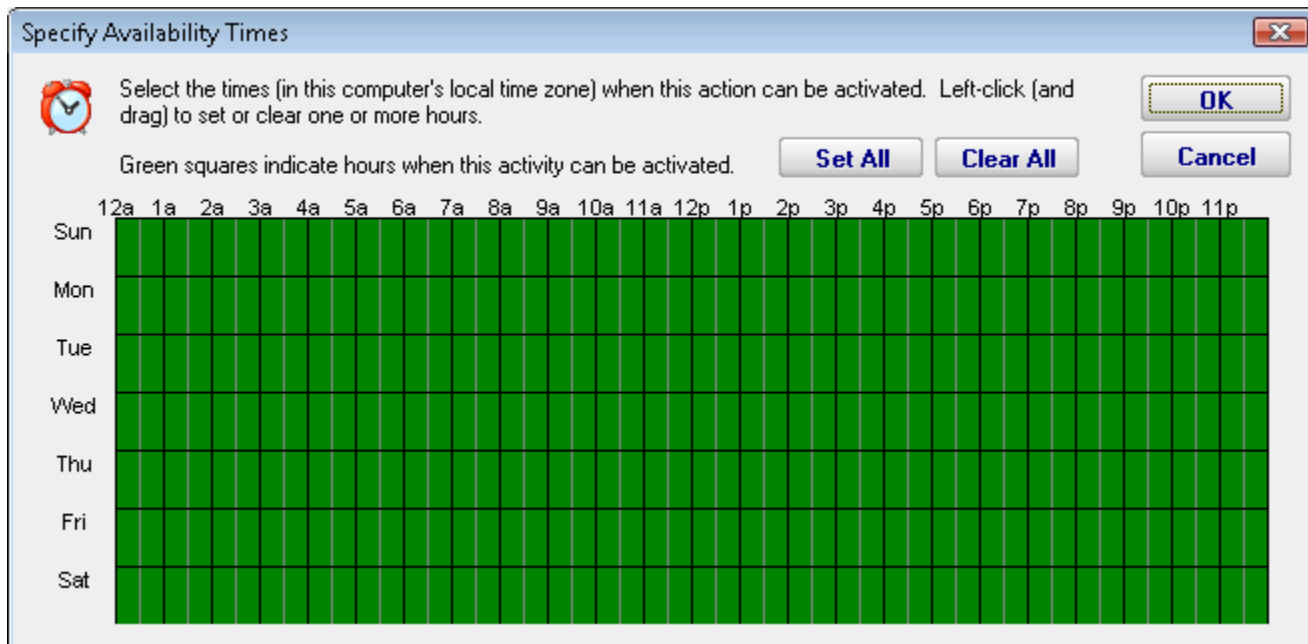 Specify Availability Times
Select the times (in this computer's local time zone) when this action can be activated.  Left-click (and
drag) to set or clear one or more hours.
OK
Green squares indicate hours when this activity can be activated.
Set All
Clear All
Cancel
12a 1a 2a 3a 4a 5a 6a 7a 8a 9a 10a 11a 12p 1p 2p 3p 4p 5p 6p 7p 8p 9p 10p 11p
Sun
Mon
Tue
Wed
Thu
Fri
Sat